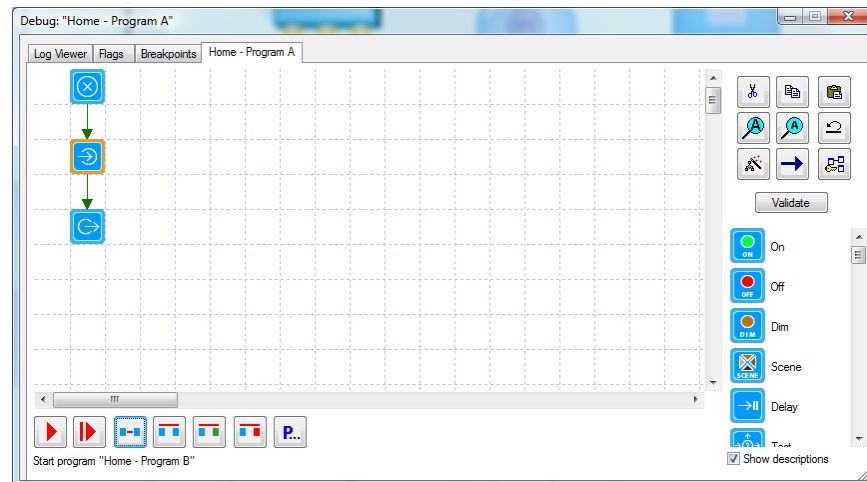 Debug: "Home - Program A"
Log Viewer Flags Breakpoints Home - Program A
A A
Validate
ON On
OFF Off
DIM Dim
SCENE Scene
Delay
Test
P...
Start program "Home - Program B"
Show descriptions